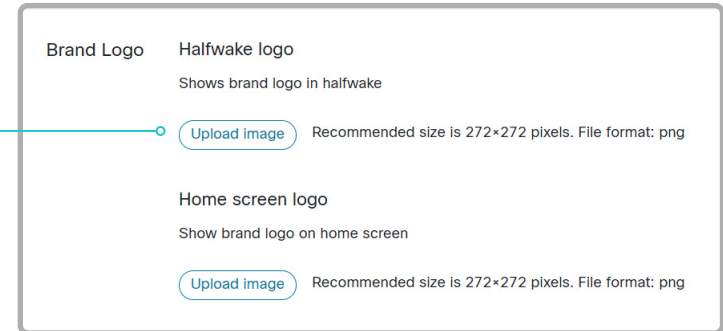 Brand Logo
Halfwake logo
Shows brand logo in halfwake
Upload image
Recommended size is 272×272 pixels. File format: png
Home screen logo
Show brand logo on home screen
Upload image
Recommended size is 272×272 pixels. File format: png